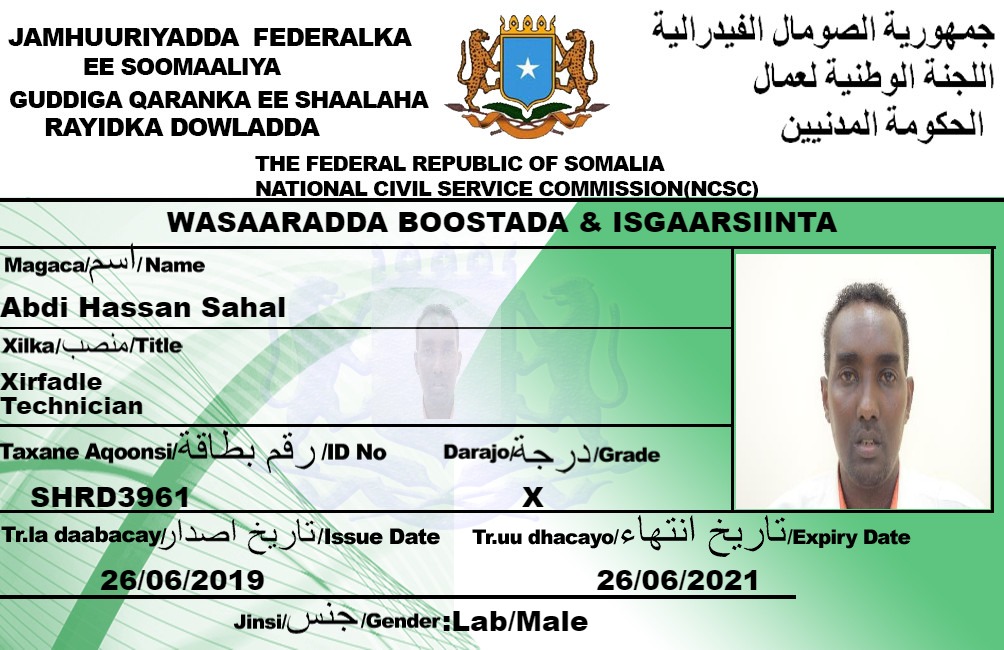 JAMHUURIYADDA FEDERALKA
EE SOOMAALIYA
GUDDIGA QARANKA EE SHAALAHA
RAYIDKA DOWLADDA
جمهورية الصومال الفيدرالية
اللجنة الوطنية لعمال
الحكومة المدنيين
THE FEDERAL REPUBLIC OF SOMALIA
NATIONAL CIVIL SERVICE COMMISSION(NCSC)
WASAARADDA BOOSTADA & ISGAARSIINTA
Magaca/اسم/Name
Abdi Hassan Sahal
Xilka/منصب/Title
Xirfadle
Technician
Taxane Aqoonsi/رقم بطاقة/ID No
SHRD3961
Darajo/درجة/Grade
X
Tr.la daabacay/تاريخ اصدار/Issue Date
26/06/2019
Tr.uu dhacayo/تاريخ انتهاء/Expiry Date
26/06/2021
Jinsi/جنس/Gender:Lab/Male